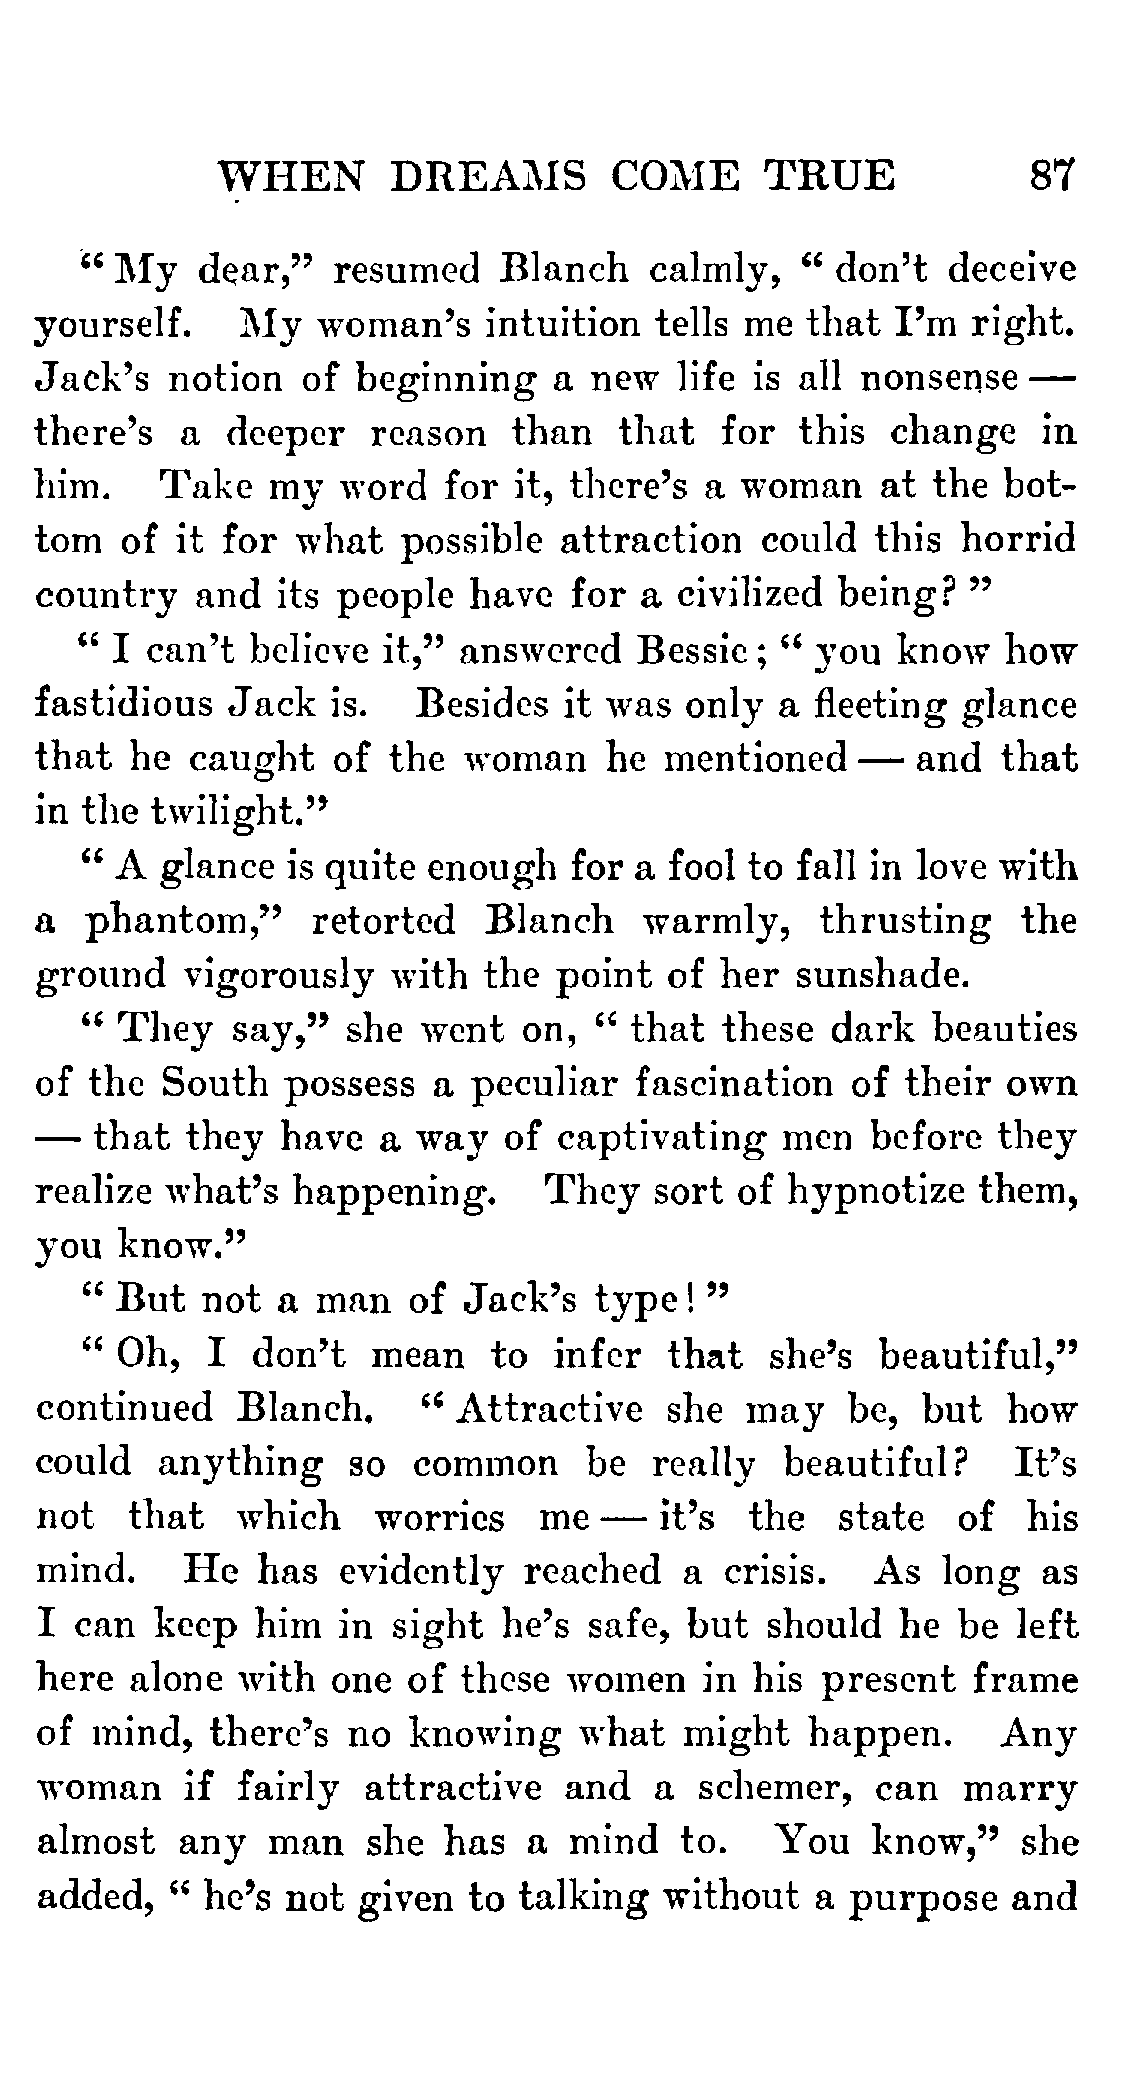 WHEN DREAMS COME TRUE 87
“ My dear,” resumed Blanch calmly, “ don’t deceive
yourself. My woman’s intuition tells me that I’m right.
Jack’s notion of beginning a new life is all nonsense —
there’s a deeper reason than that for this change in
him. Take my word for it, there’s a woman at the bot-
tom of it for what possible attraction could this horrid
country and its people have for a civilized being? ”
“ I can’t believe it,” answered Bessie; “ you know how
fastidious Jack is. Besides it was only a fleeting glance
that he caught of the woman he mentioned — and that
in the twilight.”
“ A glance is quite enough for a fool to fall in love with
a phantom,” retorted Blanch warmly, thrusting the
ground vigorously with the point of her sunshade.
“ They say,” she went on, “ that these dark beauties
of the South possess a peculiar fascination of their own
— that they have a way of captivating men before they
realize what’s happening. They sort of hypnotize them,
you know.”
“ But not a man of Jack’s type! ”
“ Oh, I don’t mean to infer that she’s beautiful,”
continued Blanch. “ Attractive she may be, but how
could anything so common be really beautiful? It’s
not that which worries me — it’s the state of his
mind. He has evidently reached a crisis. As long as
I can keep him in sight he’s safe, but should he be left
here alone with one of these women in his present frame
of mind, there’s no knowing what might happen. Any
woman if fairly attractive and a schemer, can marry
almost any man she has a mind to. You know,” she
added, “ he’s not given to talking without a purpose and